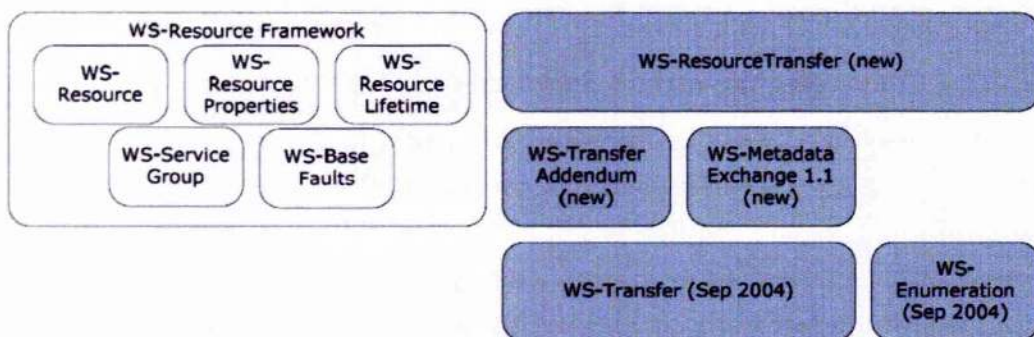 WS-Resource Framework
WS-
Resource
WS-
Resource
Properties
WS-
Resource
Lifetime
WS-Service
Group
WS-Base
Faults
WS-ResourceTransfer (new)
WS-Transfer
Addendum
(new)
WS-Metadata
Exchange 1.1
(new)
WS-Transfer (Sep 2004)
WS-
Enumeration
(Sep 2004)